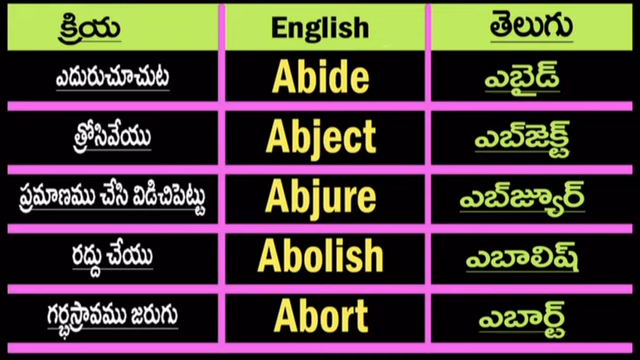 క్రియ English తెలుగు
ఎదురుచూచుట Abide ఎబైడ్
త్రోసివేయు Abject ఎబ్‌జెక్ట్
ప్రమాణము చేసి విడిచిపెట్టు Abjure ఎబ్‌జ్యూర్
రద్దు చేయు Abolish ఎబాలిష్
గర్భస్రావము జరుగు Abort ఎబార్ట్